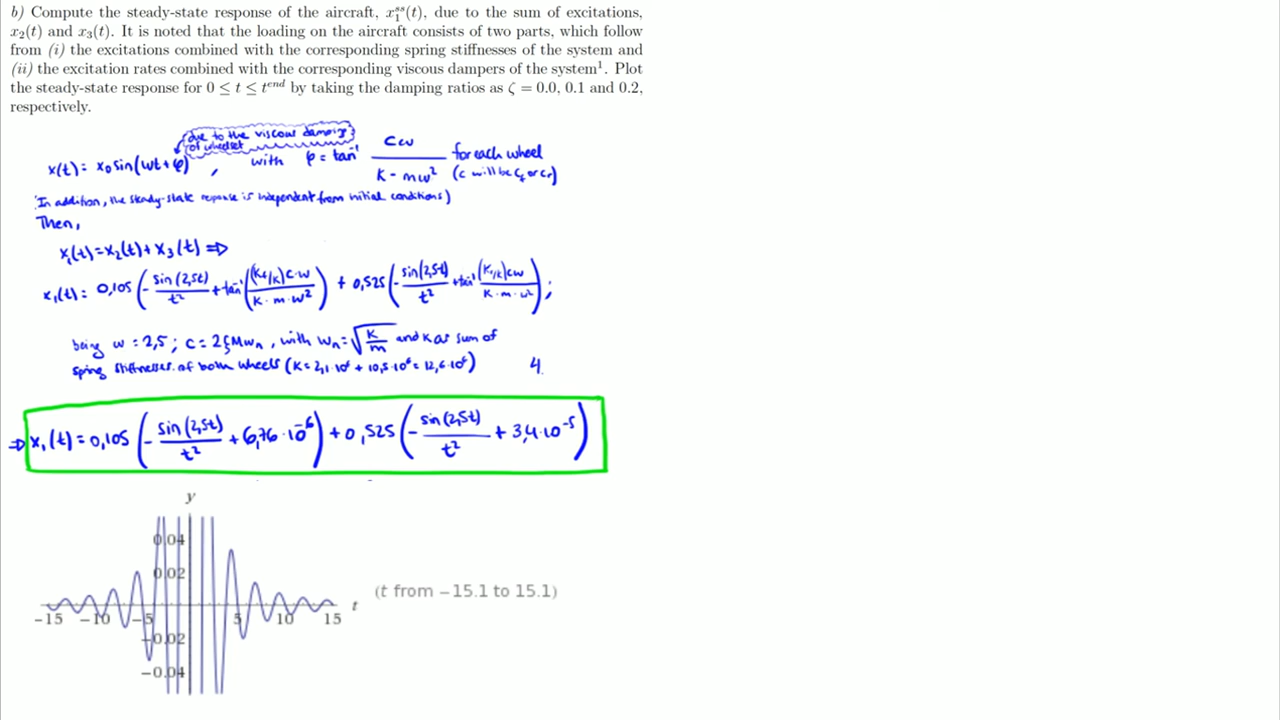 b) Compute the steady-state response of the aircraft, x₁ˢˢ(t), due to the sum of excitations,
x₂(t) and x₃(t). It is noted that the loading on the aircraft consists of two parts, which follow
from (i) the excitations combined with the corresponding spring stiffnesses of the system and
(ii) the excitation rates combined with the corresponding viscous dampers of the system¹. Plot
the steady-state response for 0 ≤ t ≤ tᵉⁿᵈ by taking the damping ratios as ζ = 0.0, 0.1 and 0.2,
respectively.
due to the viscous damping
of wheelset
x(t) = x₀ sin(wt + φ) , with φ = tan⁻¹ cw / (K - mw²) for each wheel
(c will be c_f or c_r)
In addition, the steady-state response is independent from initial conditions)
Then,
x₁(t) = x₂(t) + x₃(t) ⇒
x₁(t) = 0,105 (- sin(2,5t)/t² + tan⁻¹ ((K_f/K) c·w / K·m·w²)) + 0,525 (- sin(2,5t)/t² + tan⁻¹ (K_r/K) cw / K·m·w²) ;
being w = 2,5 ; c = 2ξMwₙ , with wₙ = √(K/m) and K as sum of
spring stiffnesses of both wheels (K = 2,1·10⁶ + 10,5·10⁶ = 12,6·10⁶) 4
⇒ x₁(t) = 0,105 (- sin(2,5t)/t² + 6,76·10⁻⁶) + 0,525 (- sin(2,5t)/t² + 3,4·10⁻⁵)
y
0.04
0.02
(t from −15.1 to 15.1)
t
−15 −10 −5 5 10 15
−0.02
−0.04